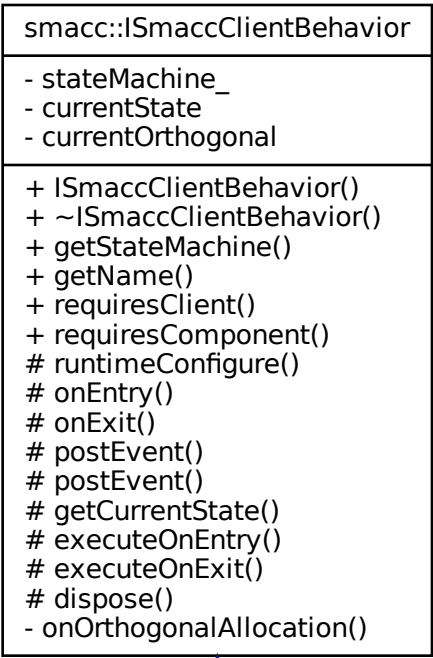 smacc::ISmaccClientBehavior
- stateMachine_
- currentState
- currentOrthogonal
+ ISmaccClientBehavior()
+ ~ISmaccClientBehavior()
+ getStateMachine()
+ getName()
+ requiresClient()
+ requiresComponent()
# runtimeConfigure()
# onEntry()
# onExit()
# postEvent()
# postEvent()
# getCurrentState()
# executeOnEntry()
# executeOnExit()
# dispose()
- onOrthogonalAllocation()